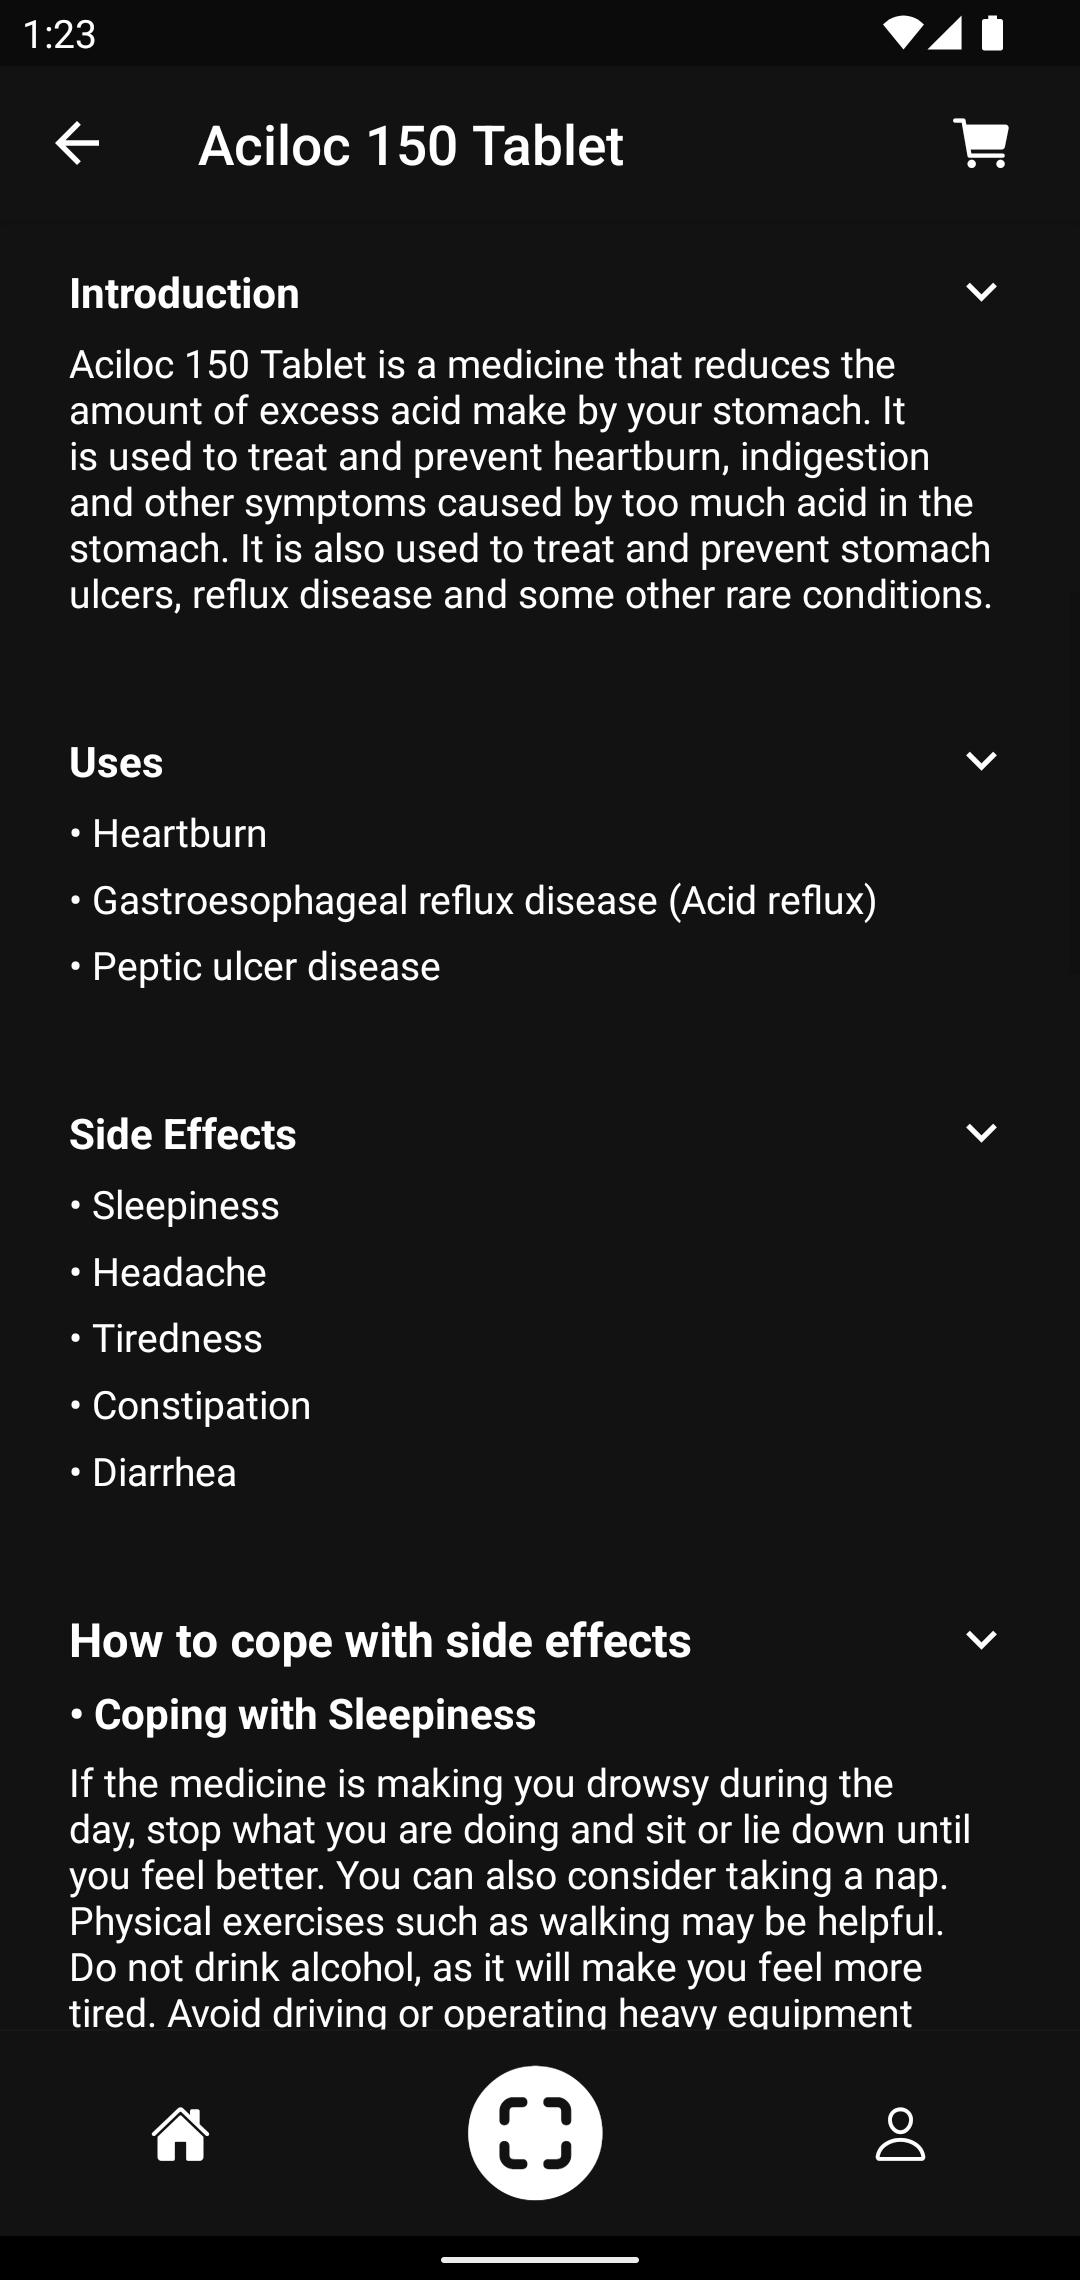 1:23
Aciloc 150 Tablet
Introduction
Aciloc 150 Tablet is a medicine that reduces the
amount of excess acid make by your stomach. It
is used to treat and prevent heartburn, indigestion
and other symptoms caused by too much acid in the
stomach. It is also used to treat and prevent stomach
ulcers, reflux disease and some other rare conditions.
Uses
• Heartburn
• Gastroesophageal reflux disease (Acid reflux)
• Peptic ulcer disease
Side Effects
• Sleepiness
• Headache
• Tiredness
• Constipation
• Diarrhea
How to cope with side effects
• Coping with Sleepiness
If the medicine is making you drowsy during the
day, stop what you are doing and sit or lie down until
you feel better. You can also consider taking a nap.
Physical exercises such as walking may be helpful.
Do not drink alcohol, as it will make you feel more
tired. Avoid driving or operating heavy equipment